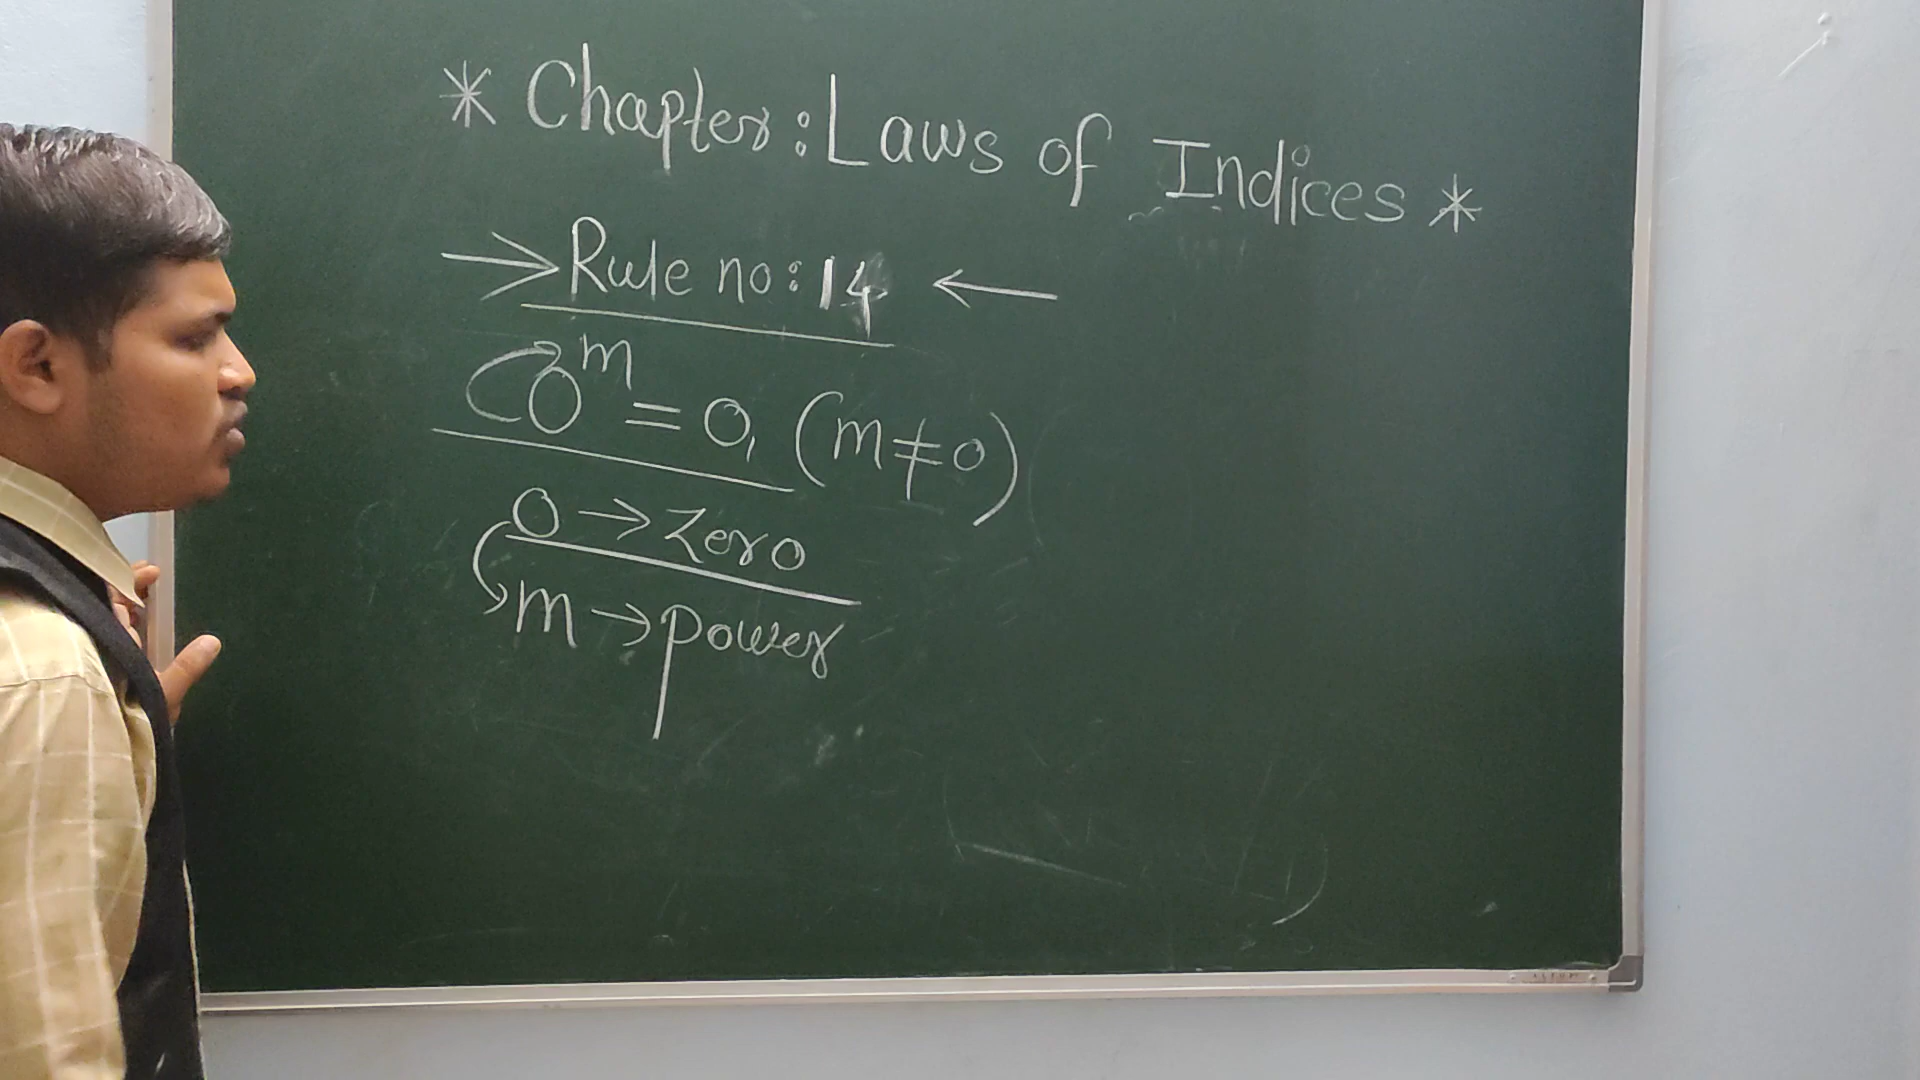 * Chapter: Laws of Indices *
→ Rule no: 14 ←
0^m = 0, (m ≠ 0)
0 → Zero
m → power